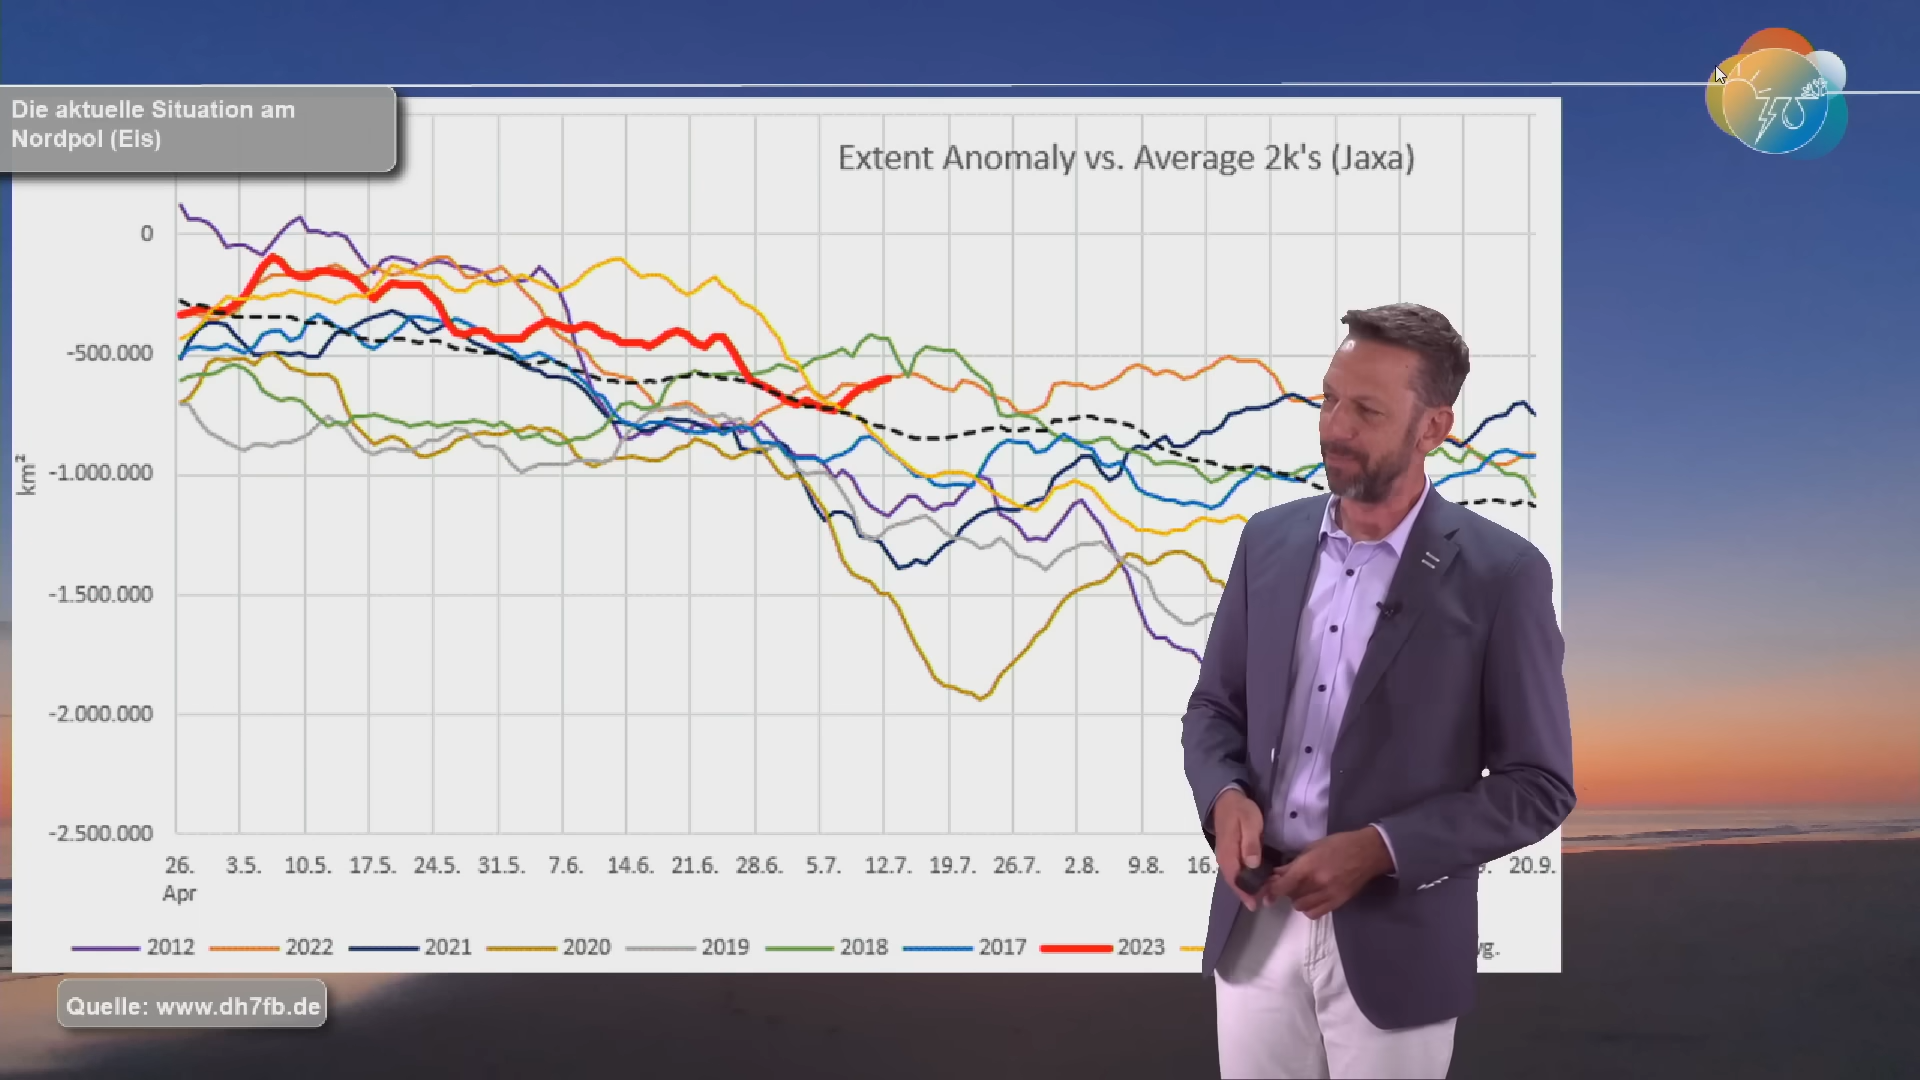 Die aktuelle Situation am
Nordpol (Eis)
Extent Anomaly vs. Average 2k's (Jaxa)
0
-500.000
-1.000.000
-1.500.000
-2.000.000
-2.500.000
km²
26. 3.5. 10.5. 17.5. 24.5. 31.5. 7.6. 14.6. 21.6. 28.6. 5.7. 12.7. 19.7. 26.7. 2.8. 9.8. 16. 20.9.
Apr
2012 2022 2021 2020 2019 2018 2017 2023
Quelle: www.dh7fb.de